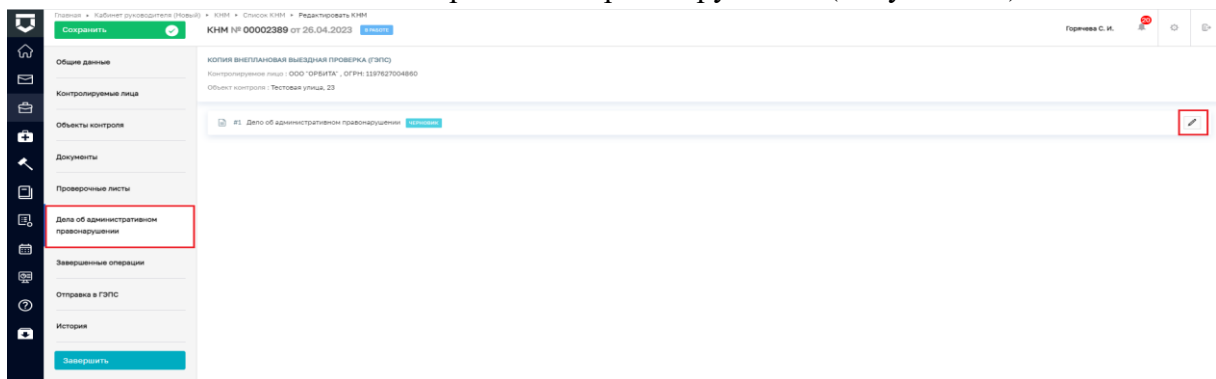 Главная • Кабинет руководителя (Новый) • КНМ • Список КНМ • Редактировать КНМ
Сохранить
КНМ № 00002389 от 26.04.2023 В РАБОТЕ
Горячева С. И.
20
Общие данные
Контролируемые лица
Объекты контроля
Документы
Проверочные листы
Дела об административном
правонарушении
Завершенные операции
Отправка в ГЭПС
История
Завершить
КОПИЯ ВНЕПЛАНОВАЯ ВЫЕЗДНАЯ ПРОВЕРКА (ГЭПС)
Контролируемое лицо : ООО "ОРБИТА" , ОГРН: 1197627004860
Объект контроля : Тестовая улица, 23
#1 Дело об административном правонарушении ЧЕРНОВИК